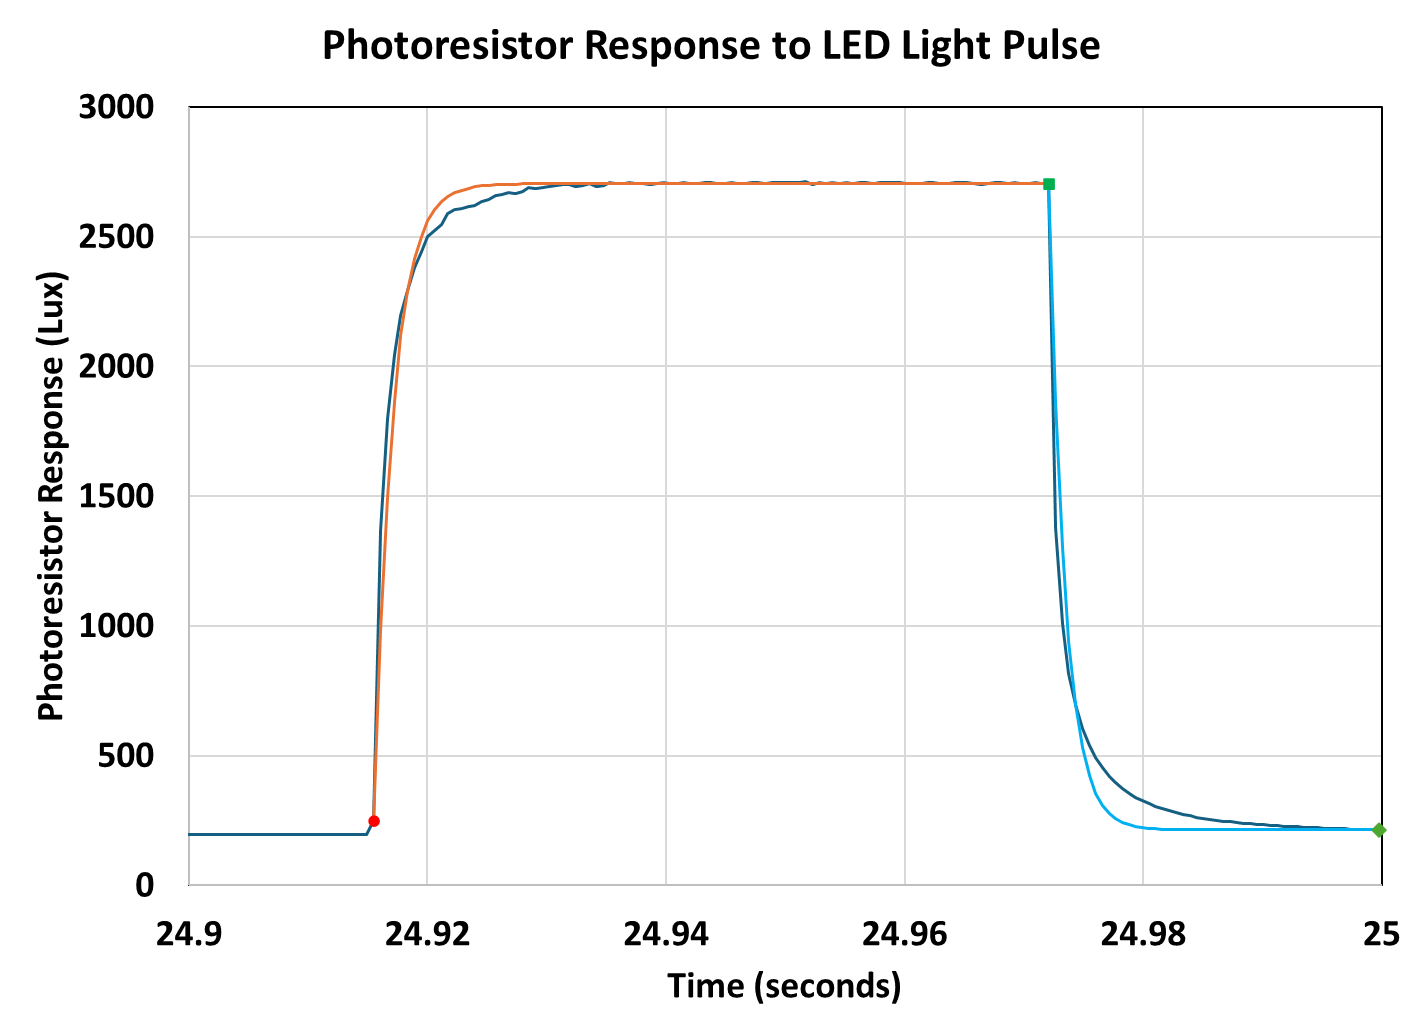 Photoresistor Response to LED Light Pulse
3000
2500
2000
1500
1000
500
0
Photoresistor Response (Lux)
24.9 24.92 24.94 24.96 24.98 25
Time (seconds)